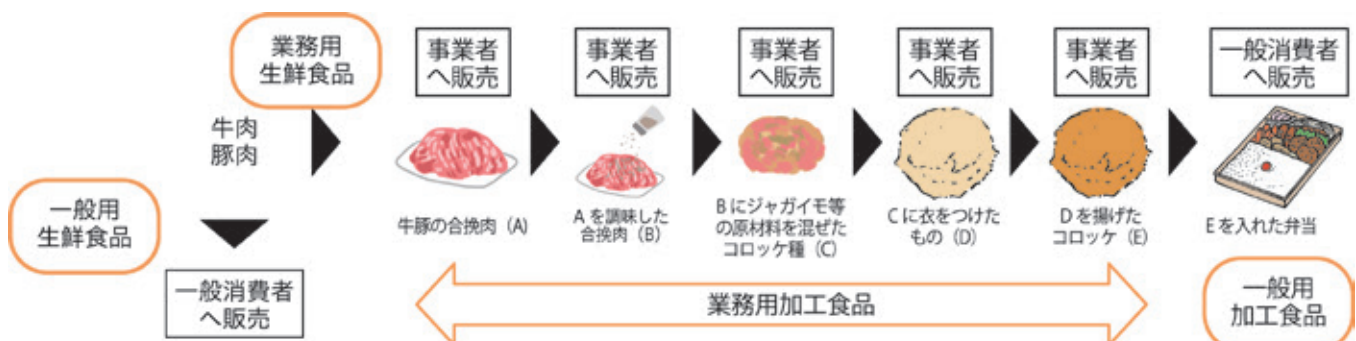 業務用
生鮮食品
事業者
へ販売
事業者
へ販売
事業者
へ販売
事業者
へ販売
事業者
へ販売
一般消費者
へ販売
牛肉
豚肉
一般用
生鮮食品
牛豚の合挽肉（A）
A を調味した
合挽肉（B）
B にジャガイモ等
の原材料を混ぜた
コロッケ種（C）
C に衣をつけた
もの（D）
D を揚げた
コロッケ（E）
E を入れた弁当
一般消費者
へ販売
業務用加工食品
一般用
加工食品